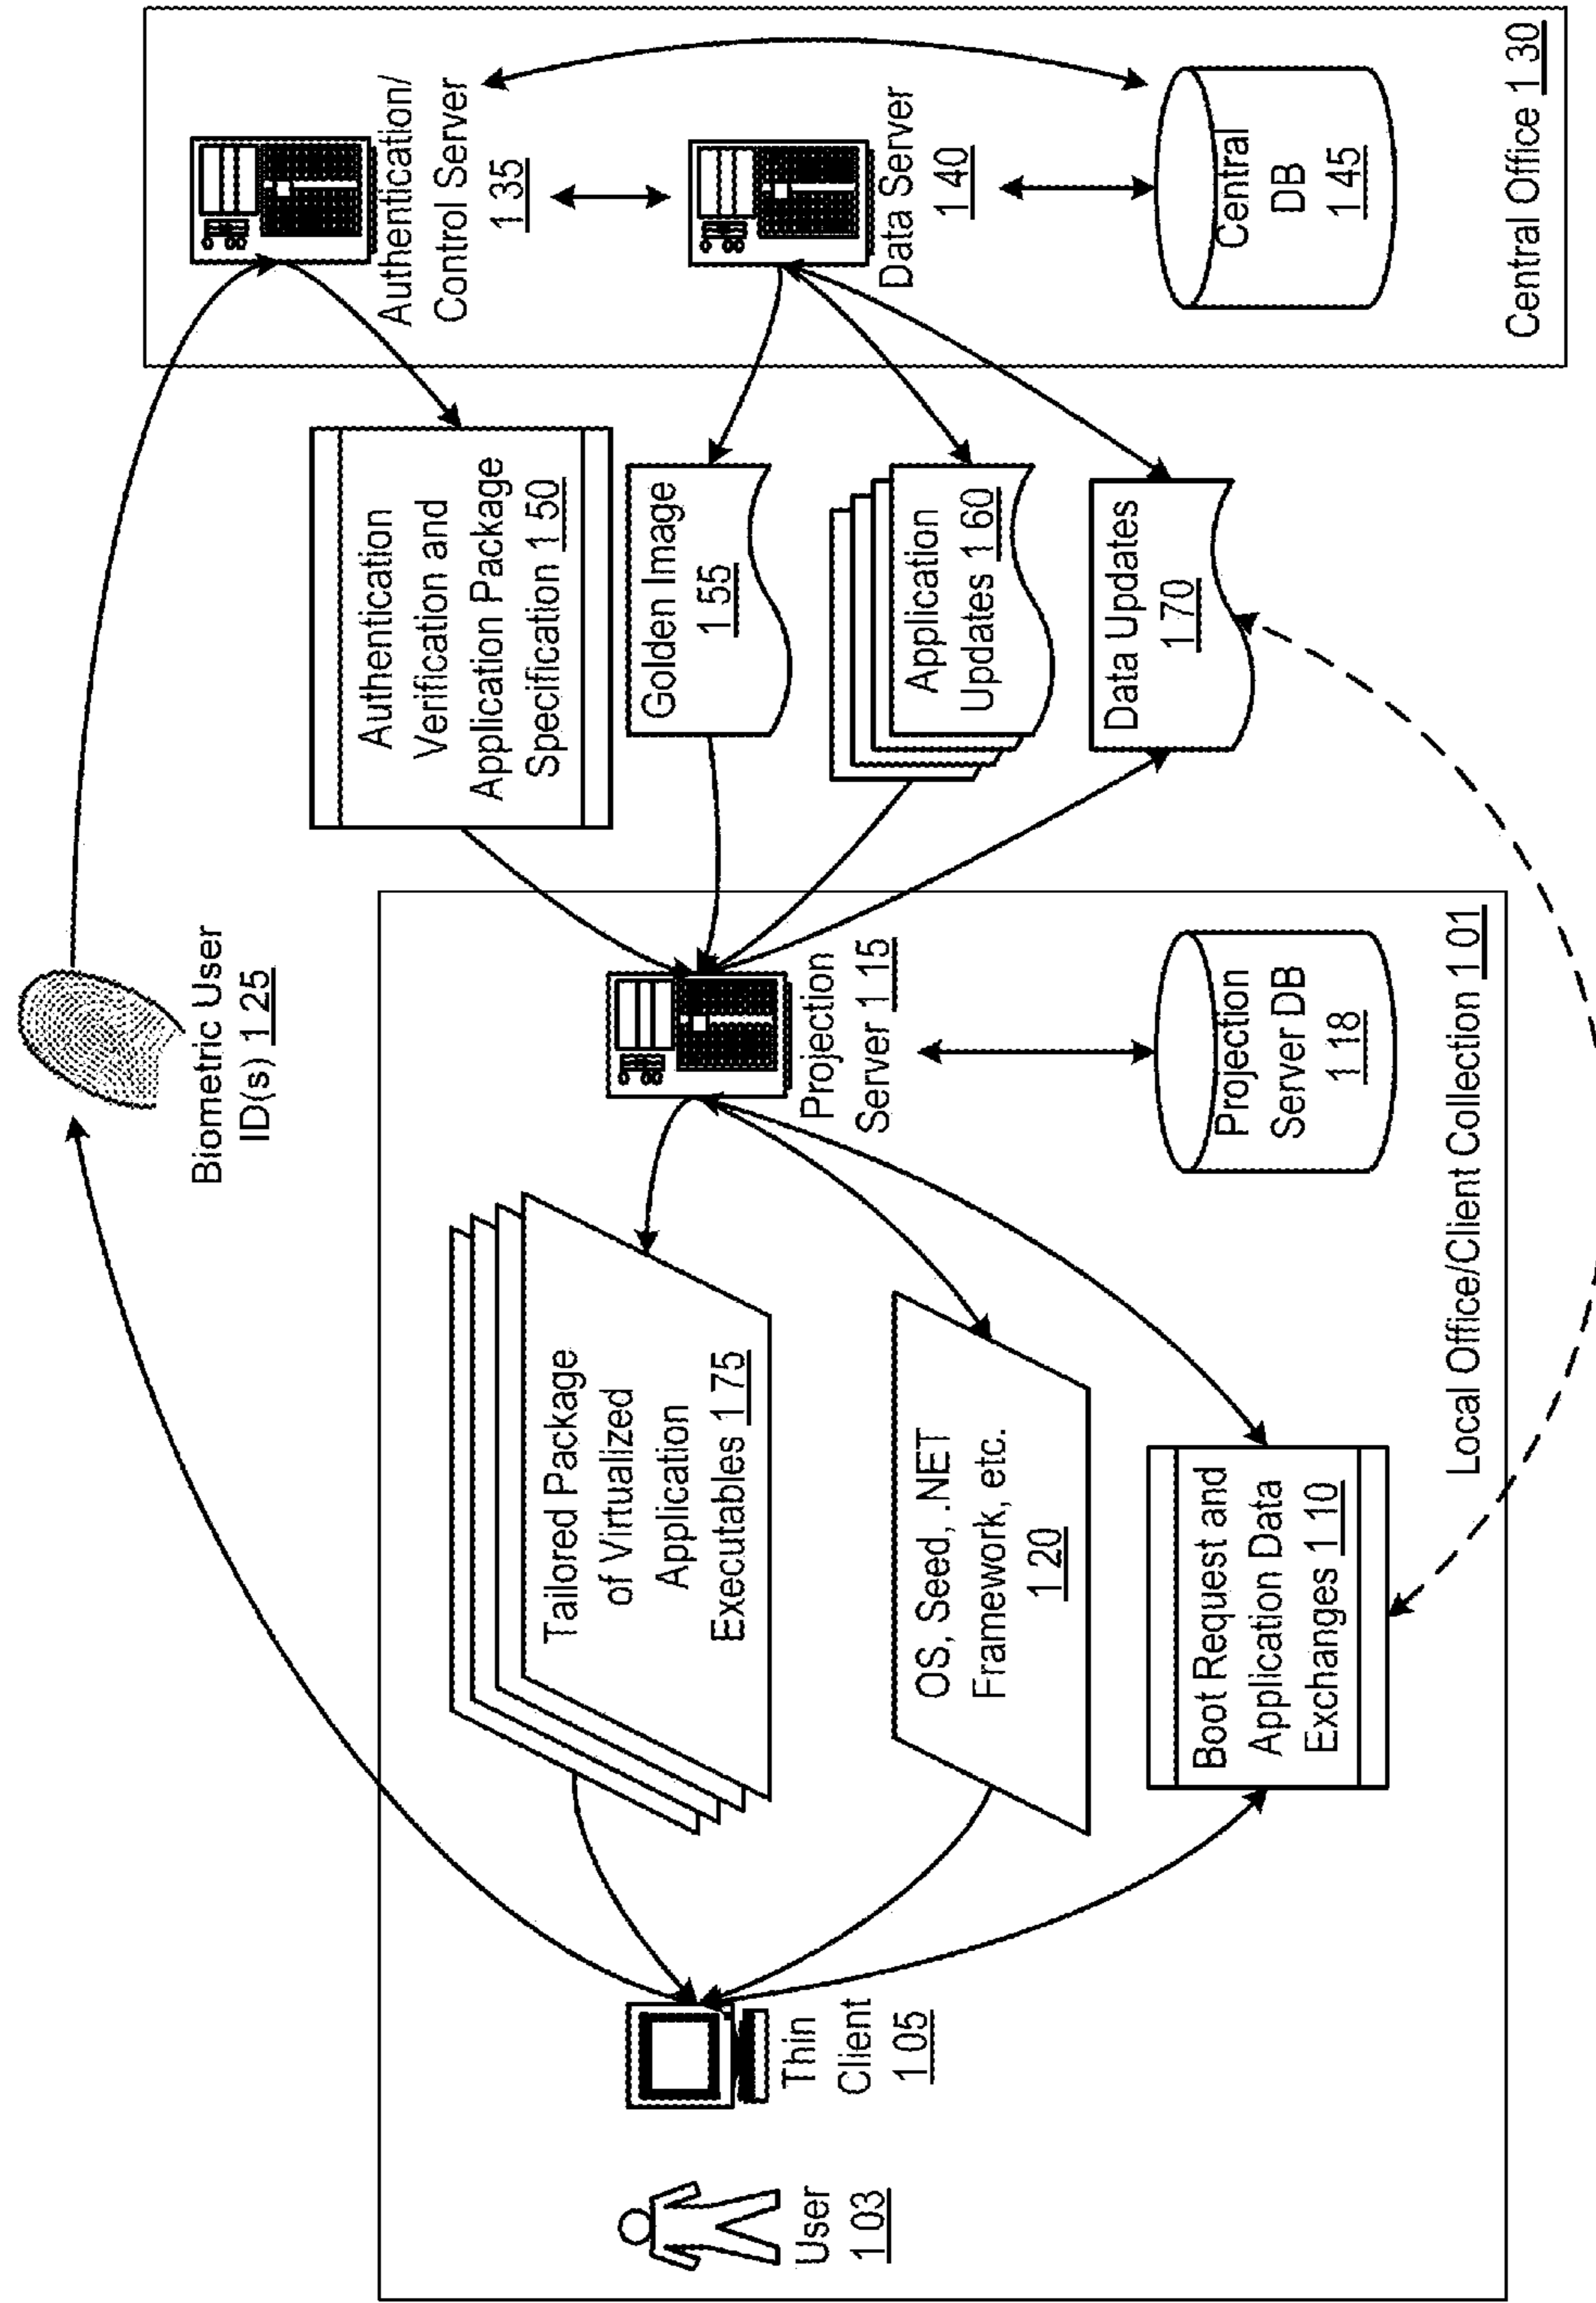 Biometric User
ID(s) 125
Authentication/
Control Server
135
Data Server
140
Central
DB
145
Central Office 130
Authentication
Verification and
Application Package
Specification 150
Golden Image
155
Application
Updates 160
Data Updates
170
Projection
Server 115
Projection
Server DB
118
Tailored Package
of Virtualized
Application
Executables 175
OS, Seed, .NET
Framework, etc.
120
Boot Request and
Application Data
Exchanges 110
Thin
Client
105
User
103
Local Office/Client Collection 101